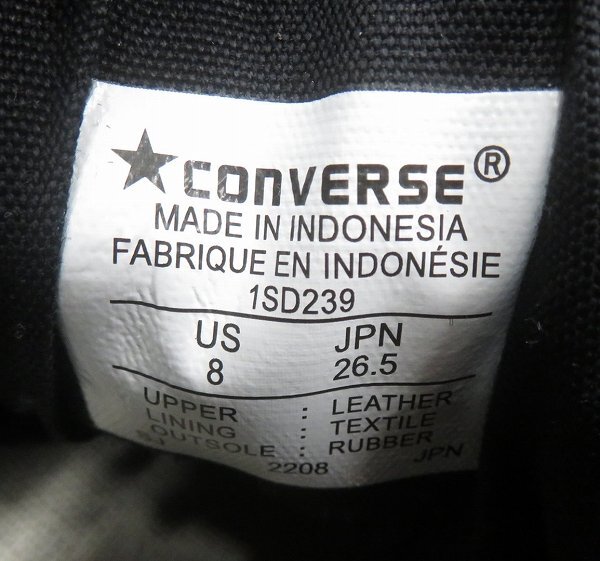 ★CONVERSE®
MADE IN INDONESIA
FABRIQUE EN INDONÉSIE
1SD239
US JPN
8 26.5
UPPER : LEATHER
LINING : TEXTILE
OUTSOLE : RUBBER
2208 JPN